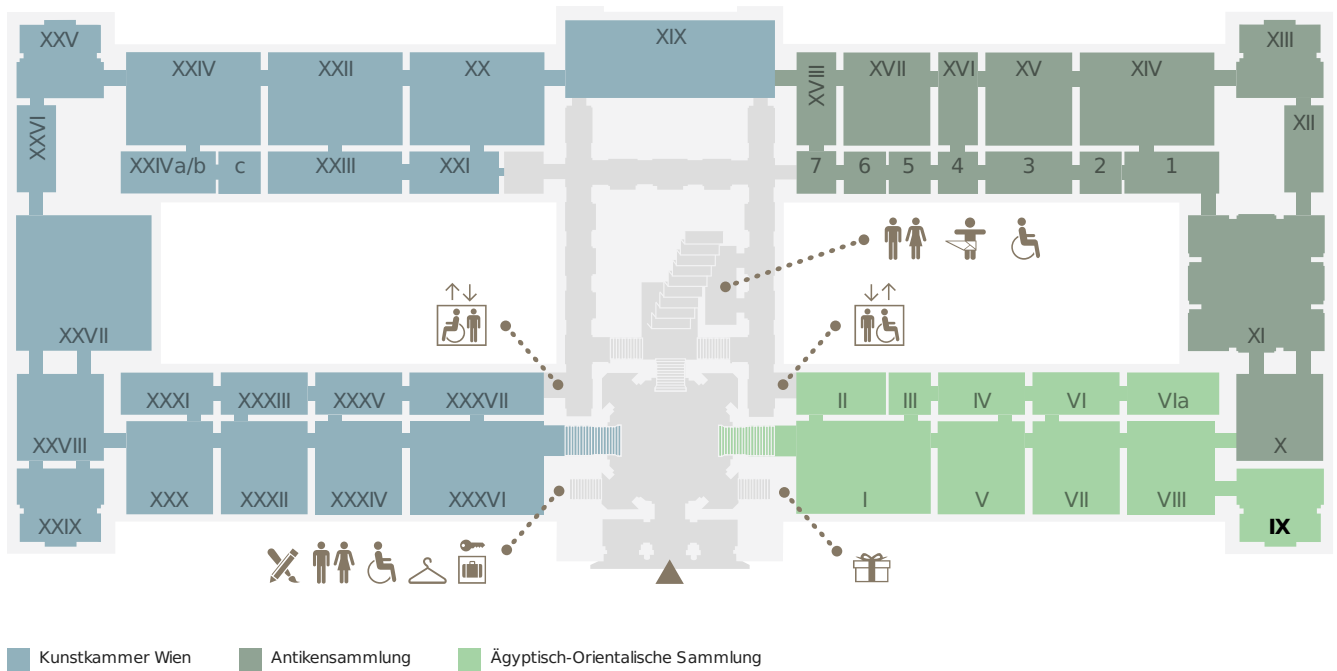 XXV
XXIV
XXII
XX
XIX
XVIII
XVII
XVI
XV
XIV
XIII
XXVI
XII
XXIVa/b
c
XXIII
XXI
7
6
5
4
3
2
1
XXVII
XI
XXXI
XXXIII
XXXV
XXXVII
II
III
IV
VI
VIa
XXVIII
X
XXX
XXXII
XXXIV
XXXVI
I
V
VII
VIII
XXIX
IX
Kunstkammer Wien
Antikensammlung
Ägyptisch-Orientalische Sammlung